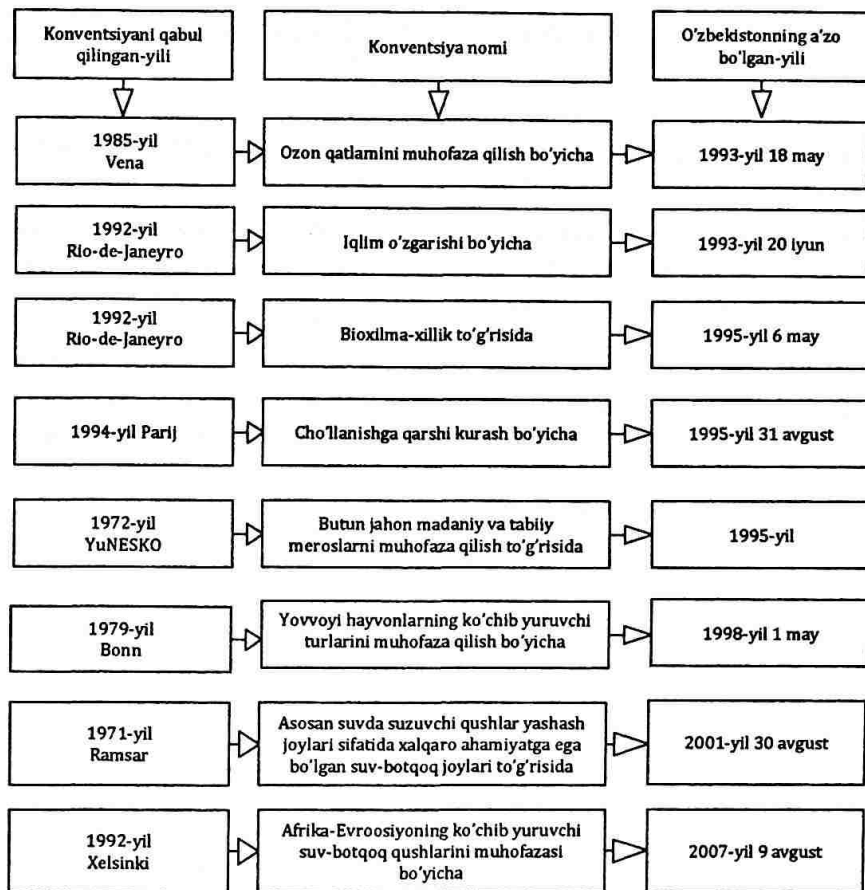 Konventsiyani qabul
qilingan-yili
Konventsiya nomi
O'zbekistonning a'zo
bo'lgan-yili
1985-yil
Vena
Ozon qatlamini muhofaza qilish bo'yicha
1993-yil 18 may
1992-yil
Rio-de-Janeyro
Iqlim o'zgarishi bo'yicha
1993-yil 20 iyun
1992-yil
Rio-de-Janeyro
Bioxilma-xillik to'g'risida
1995-yil 6 may
1994-yil Parij
Cho'llanishga qarshi kurash bo'yicha
1995-yil 31 avgust
1972-yil
YuNESKO
Butun jahon madaniy va tabiiy
meroslarni muhofaza qilish to'g'risida
1995-yil
1979-yil
Bonn
Yovvoyi hayvonlarning ko'chib yuruvchi
turlarini muhofaza qilish bo'yicha
1998-yil 1 may
1971-yil
Ramsar
Asosan suvda suzuvchi qushlar yashash
joylari sifatida xalqaro ahamiyatga ega
bo'lgan suv-botqoq joylari to'g'risida
2001-yil 30 avgust
1992-yil
Xelsinki
Afrika-Evroosiyoning ko'chib yuruvchi
suv-botqoq qushlarini muhofazasi
bo'yicha
2007-yil 9 avgust